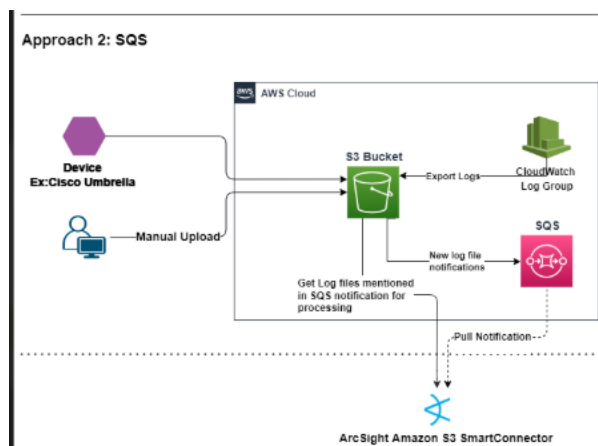 Approach 2: SQS
aws AWS Cloud
Device
Ex:Cisco Umbrella
Manual Upload
S3 Bucket
Export Logs
CloudWatch
Log Group
SQS
New log file
notifications
Get Log files mentioned
in SQS notification for
processing
Pull Notification
ArcSight Amazon S3 SmartConnector